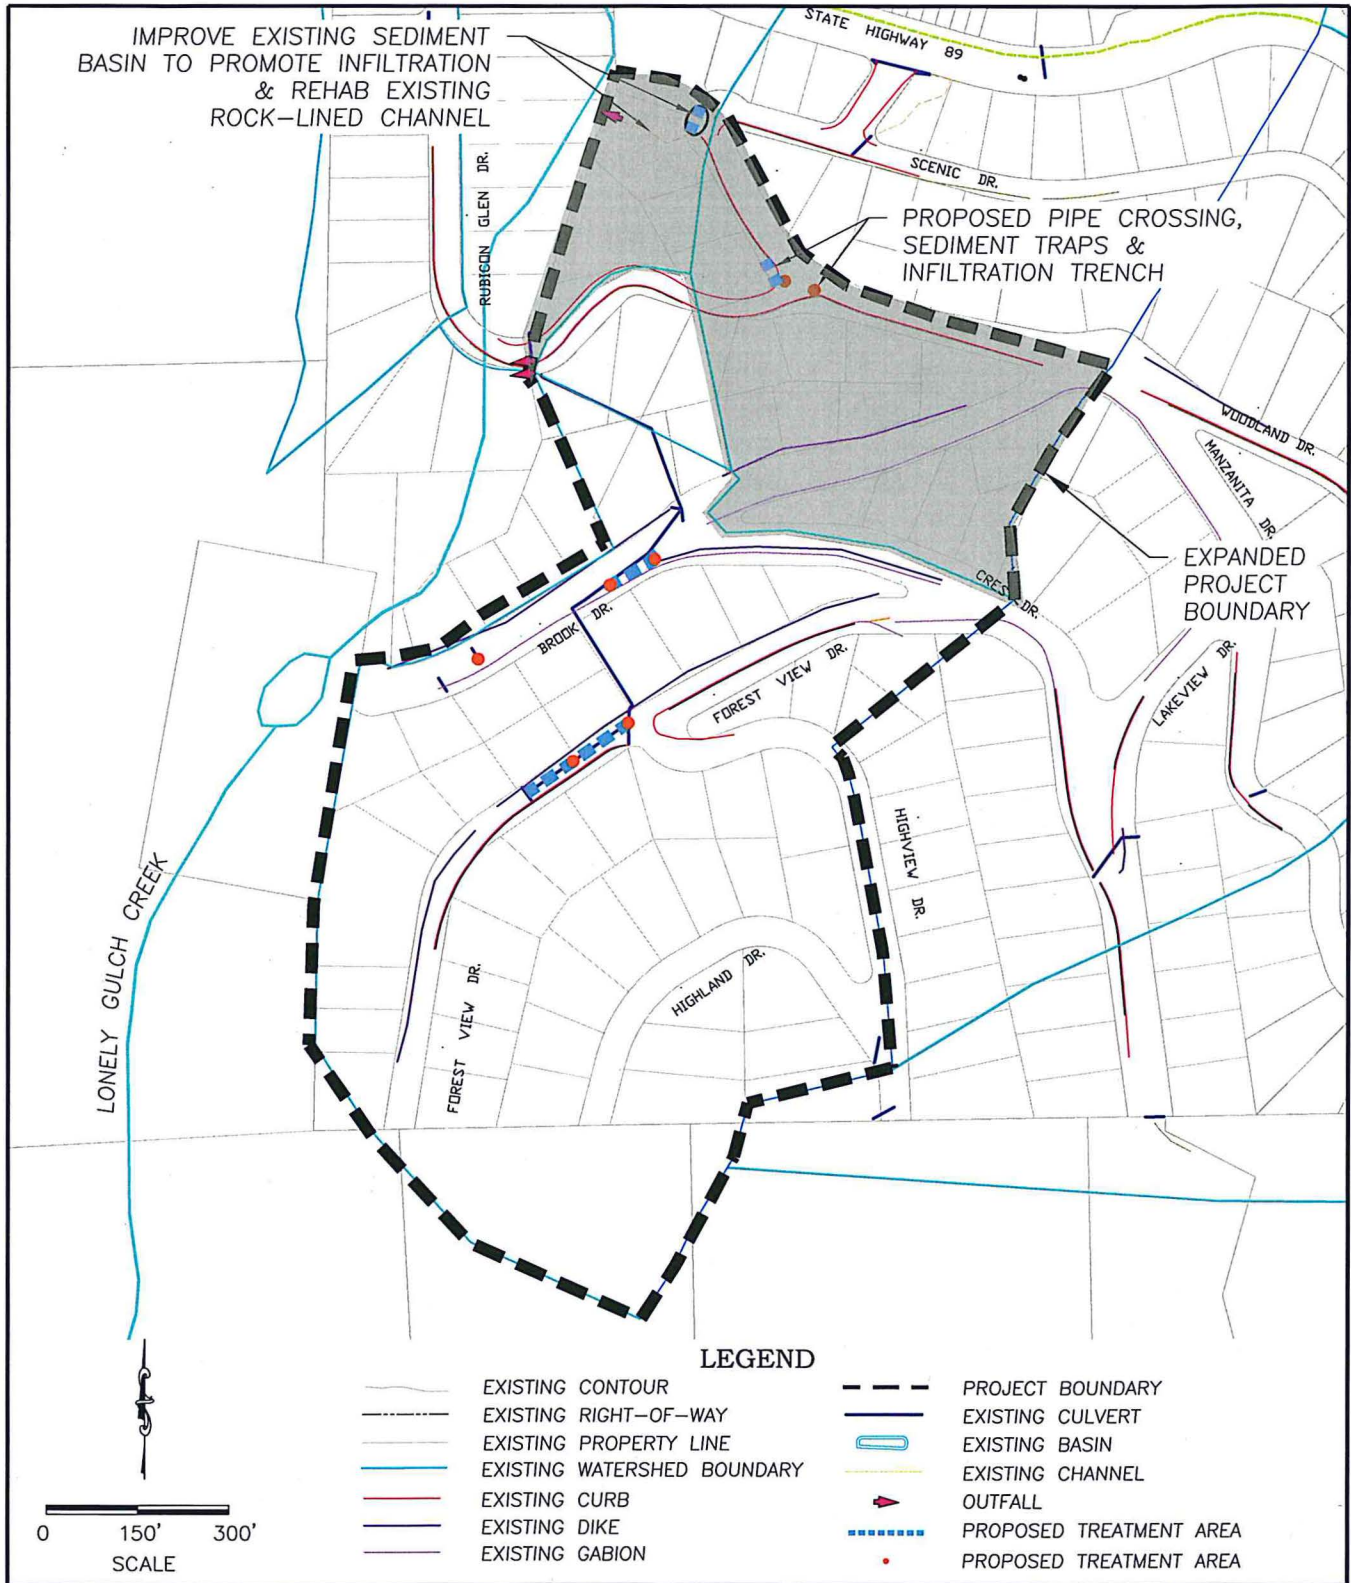 IMPROVE EXISTING SEDIMENT
BASIN TO PROMOTE INFILTRATION
& REHAB EXISTING
ROCK-LINED CHANNEL
STATE HIGHWAY 89
SCENIC DR.
RUBICON GLEN DR.
PROPOSED PIPE CROSSING,
SEDIMENT TRAPS &
INFILTRATION TRENCH
WOODLAND DR.
MANZANITA DR.
EXPANDED
PROJECT
BOUNDARY
CREST DR.
BROOK DR.
FOREST VIEW DR.
LAKEVIEW DR.
HIGHVIEW DR.
LONELY GULCH CREEK
HIGHLAND DR.
FOREST VIEW DR.
LEGEND
EXISTING CONTOUR
EXISTING RIGHT-OF-WAY
EXISTING PROPERTY LINE
EXISTING WATERSHED BOUNDARY
EXISTING CURB
EXISTING DIKE
EXISTING GABION
PROJECT BOUNDARY
EXISTING CULVERT
EXISTING BASIN
EXISTING CHANNEL
OUTFALL
PROPOSED TREATMENT AREA
PROPOSED TREATMENT AREA
0 150' 300'
SCALE